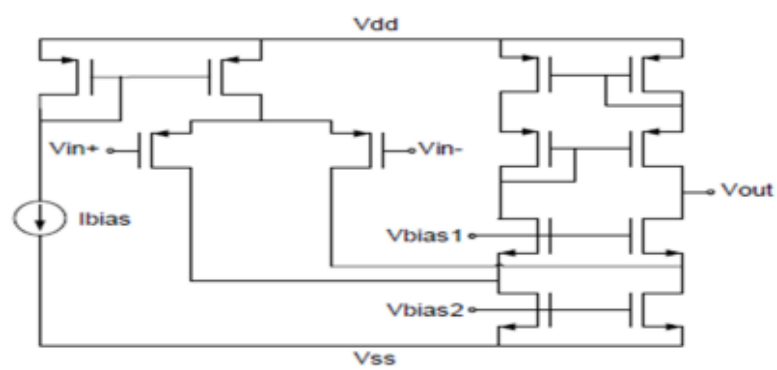 Vdd
Vin+
Vin-
Ibias
Vout
Vbias1
Vbias2
Vss